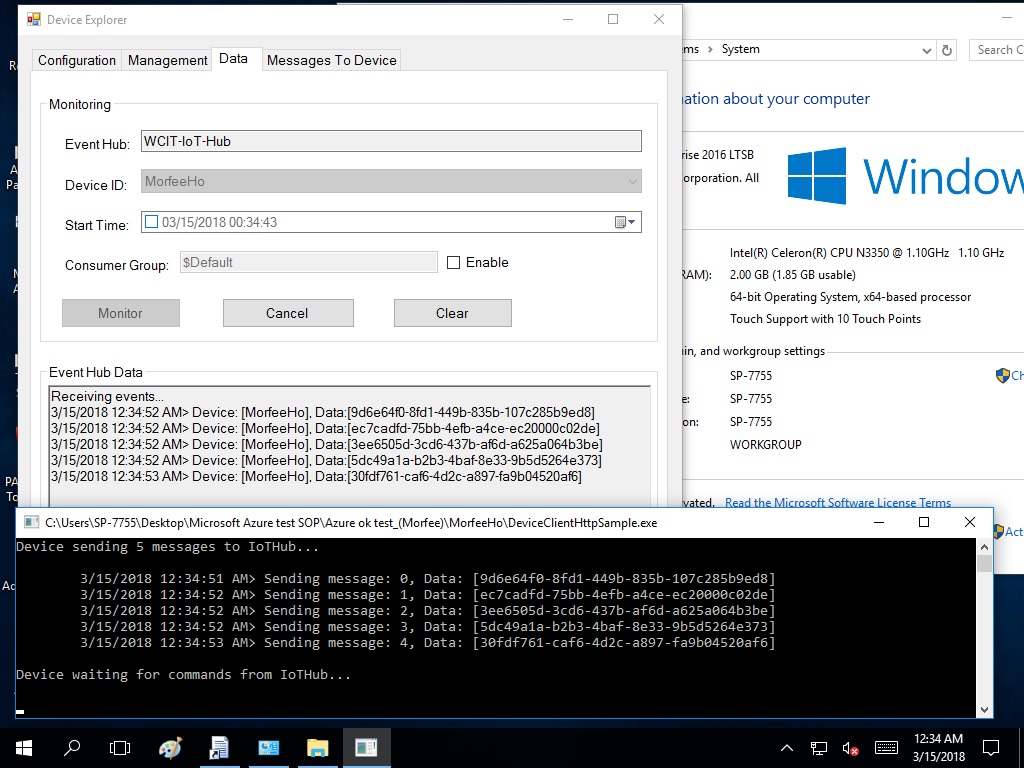 Device Explorer
Configuration Management Data Messages To Device
Monitoring
Event Hub: WCIT-IoT-Hub
Device ID: MorfeeHo
Start Time: 03/15/2018 00:34:43
Consumer Group: $Default Enable
Monitor Cancel Clear
Event Hub Data
Receiving events...
3/15/2018 12:34:52 AM> Device: [MorfeeHo], Data:[9d6e64f0-8fd1-449b-835b-107c285b9ed8]
3/15/2018 12:34:52 AM> Device: [MorfeeHo], Data:[ec7cadfd-75bb-4efb-a4ce-ec20000c02de]
3/15/2018 12:34:52 AM> Device: [MorfeeHo], Data:[3ee6505d-3cd6-437b-af6d-a625a064b3be]
3/15/2018 12:34:52 AM> Device: [MorfeeHo], Data:[5dc49a1a-b2b3-4baf-8e33-9b5d5264e373]
3/15/2018 12:34:53 AM> Device: [MorfeeHo], Data:[30fdf761-caf6-4d2c-a897-fa9b04520af6]
ms > System
Search C
ation about your computer
rise 2016 LTSB
orporation. All
Window
Intel(R) Celeron(R) CPU N3350 @ 1.10GHz 1.10 GHz
RAM): 2.00 GB (1.85 GB usable)
64-bit Operating System, x64-based processor
Touch Support with 10 Touch Points
in, and workgroup settings
SP-7755
Ch
e: SP-7755
on: SP-7755
WORKGROUP
vated. Read the Microsoft Software License Terms
Act
C:\Users\SP-7755\Desktop\Microsoft Azure test SOP\Azure ok test_(Morfee)\MorfeeHo\DeviceClientHttpSample.exe
Device sending 5 messages to IoTHub...
3/15/2018 12:34:51 AM> Sending message: 0, Data: [9d6e64f0-8fd1-449b-835b-107c285b9ed8]
3/15/2018 12:34:52 AM> Sending message: 1, Data: [ec7cadfd-75bb-4efb-a4ce-ec20000c02de]
3/15/2018 12:34:52 AM> Sending message: 2, Data: [3ee6505d-3cd6-437b-af6d-a625a064b3be]
3/15/2018 12:34:52 AM> Sending message: 3, Data: [5dc49a1a-b2b3-4baf-8e33-9b5d5264e373]
3/15/2018 12:34:53 AM> Sending message: 4, Data: [30fdf761-caf6-4d2c-a897-fa9b04520af6]
Device waiting for commands from IoTHub...
12:34 AM
3/15/2018